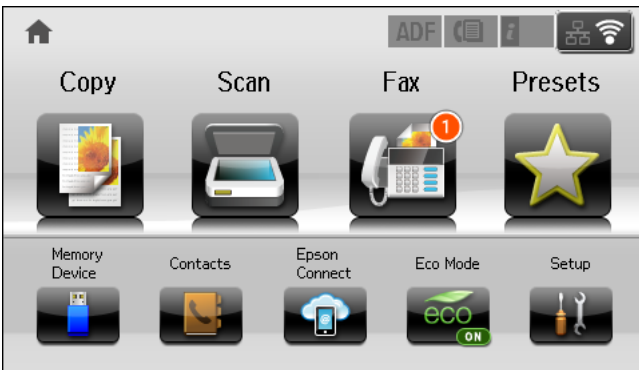 ADF i
Copy Scan Fax Presets
1
Memory Device
Contacts
Epson Connect
Eco Mode
Setup
@
eco
ON